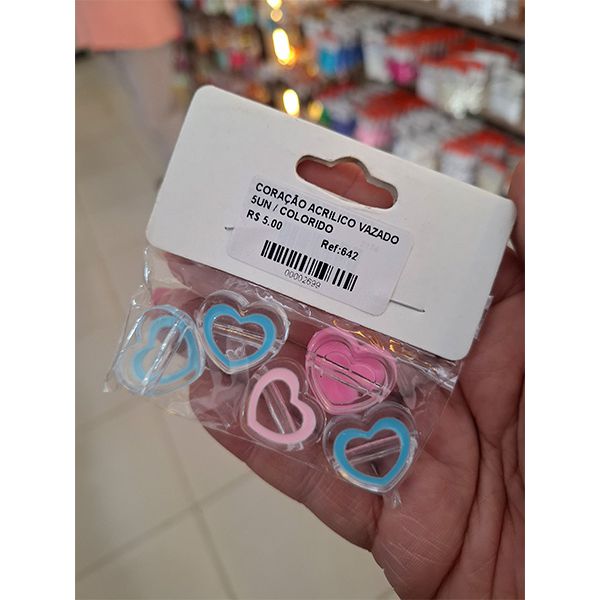 CORAÇÃO ACRILICO VAZADO
5UN / COLORIDO
R$ 5.00 Ref:642
00002699